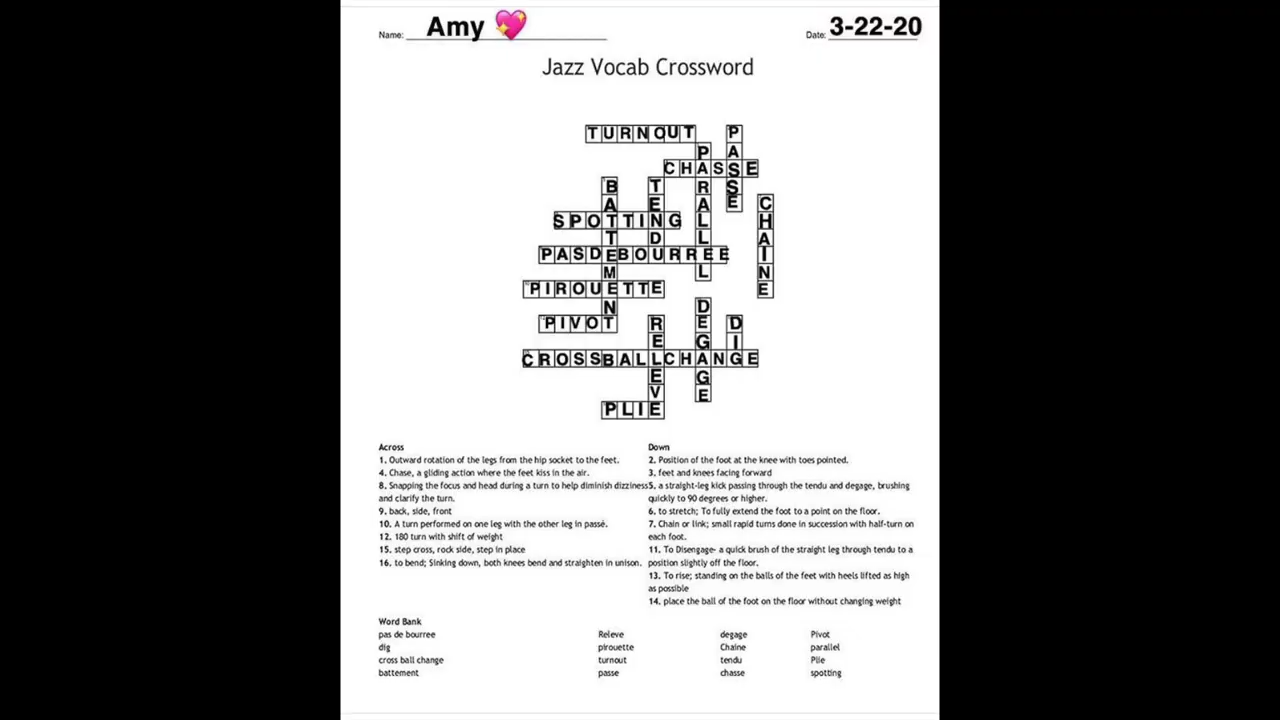 Name: Amy 💖 Date: 3-22-20
Jazz Vocab Crossword
TURNOUT
PASSE
PARALLEL
CHASSE
BATTEMENT
TENDU
CHAINE
SPOTTING
PASDEBOURREE
PIROUETTE
DEGAGE
PIVOT
RELEVE
DIG
CROSSBALLCHANGE
PLIE
Across
1. Outward rotation of the legs from the hip socket to the feet.
4. Chase, a gliding action where the feet kiss in the air.
8. Snapping the focus and head during a turn to help diminish dizziness
and clarify the turn.
9. back, side, front
10. A turn performed on one leg with the other leg in passé.
12. 180 turn with shift of weight
15. step cross, rock side, step in place
16. to bend; Sinking down, both knees bend and straighten in unison.
Down
2. Position of the foot at the knee with toes pointed.
3. feet and knees facing forward
5. a straight-leg kick passing through the tendu and degage, brushing
quickly to 90 degrees or higher.
6. to stretch; To fully extend the foot to a point on the floor.
7. Chain or link; small rapid turns done in succession with half-turn on
each foot.
11. To Disengage- a quick brush of the straight leg through tendu to a
position slightly off the floor.
13. To rise; standing on the balls of the feet with heels lifted as high
as possible
14. place the ball of the foot on the floor without changing weight
Word Bank
pas de bourree Releve degage Pivot
dig pirouette Chaine parallel
cross ball change turnout tendu Plie
battement passe chasse spotting